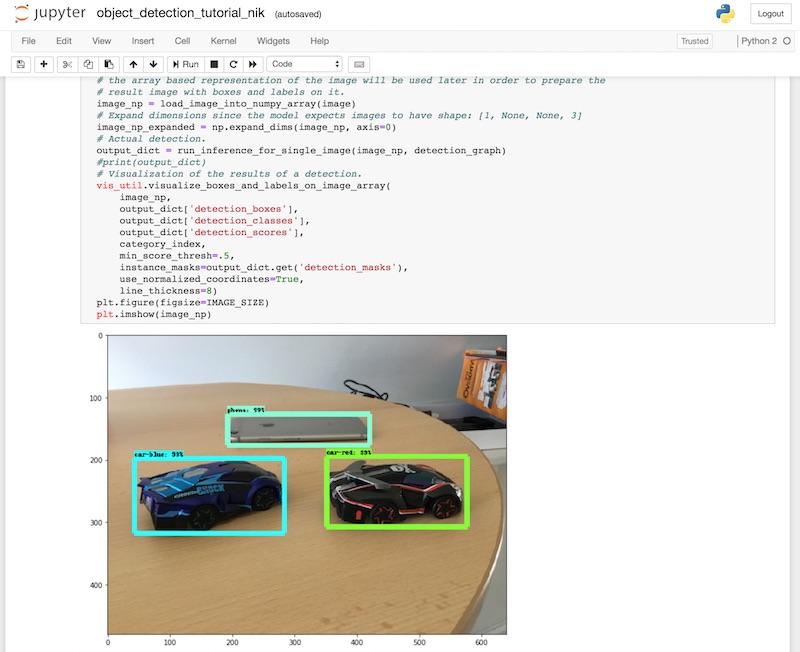 jupyter object_detection_tutorial_nik (autosaved)
Logout
File Edit View Insert Cell Kernel Widgets Help
Trusted Python 2
Run Code
# the array based representation of the image will be used later in order to prepare the
# result image with boxes and labels on it.
image_np = load_image_into_numpy_array(image)
# Expand dimensions since the model expects images to have shape: [1, None, None, 3]
image_np_expanded = np.expand_dims(image_np, axis=0)
# Actual detection.
output_dict = run_inference_for_single_image(image_np, detection_graph)
#print(output_dict)
# Visualization of the results of a detection.
vis_util.visualize_boxes_and_labels_on_image_array(
image_np,
output_dict['detection_boxes'],
output_dict['detection_classes'],
output_dict['detection_scores'],
category_index,
min_score_thresh=.5,
instance_masks=output_dict.get('detection_masks'),
use_normalized_coordinates=True,
line_thickness=8)
plt.figure(figsize=IMAGE_SIZE)
plt.imshow(image_np)
0
100
phone: 99%
200
car-blue: 99%
car-red: 89%
SHOCK
300
400
0 100 200 300 400 500 600